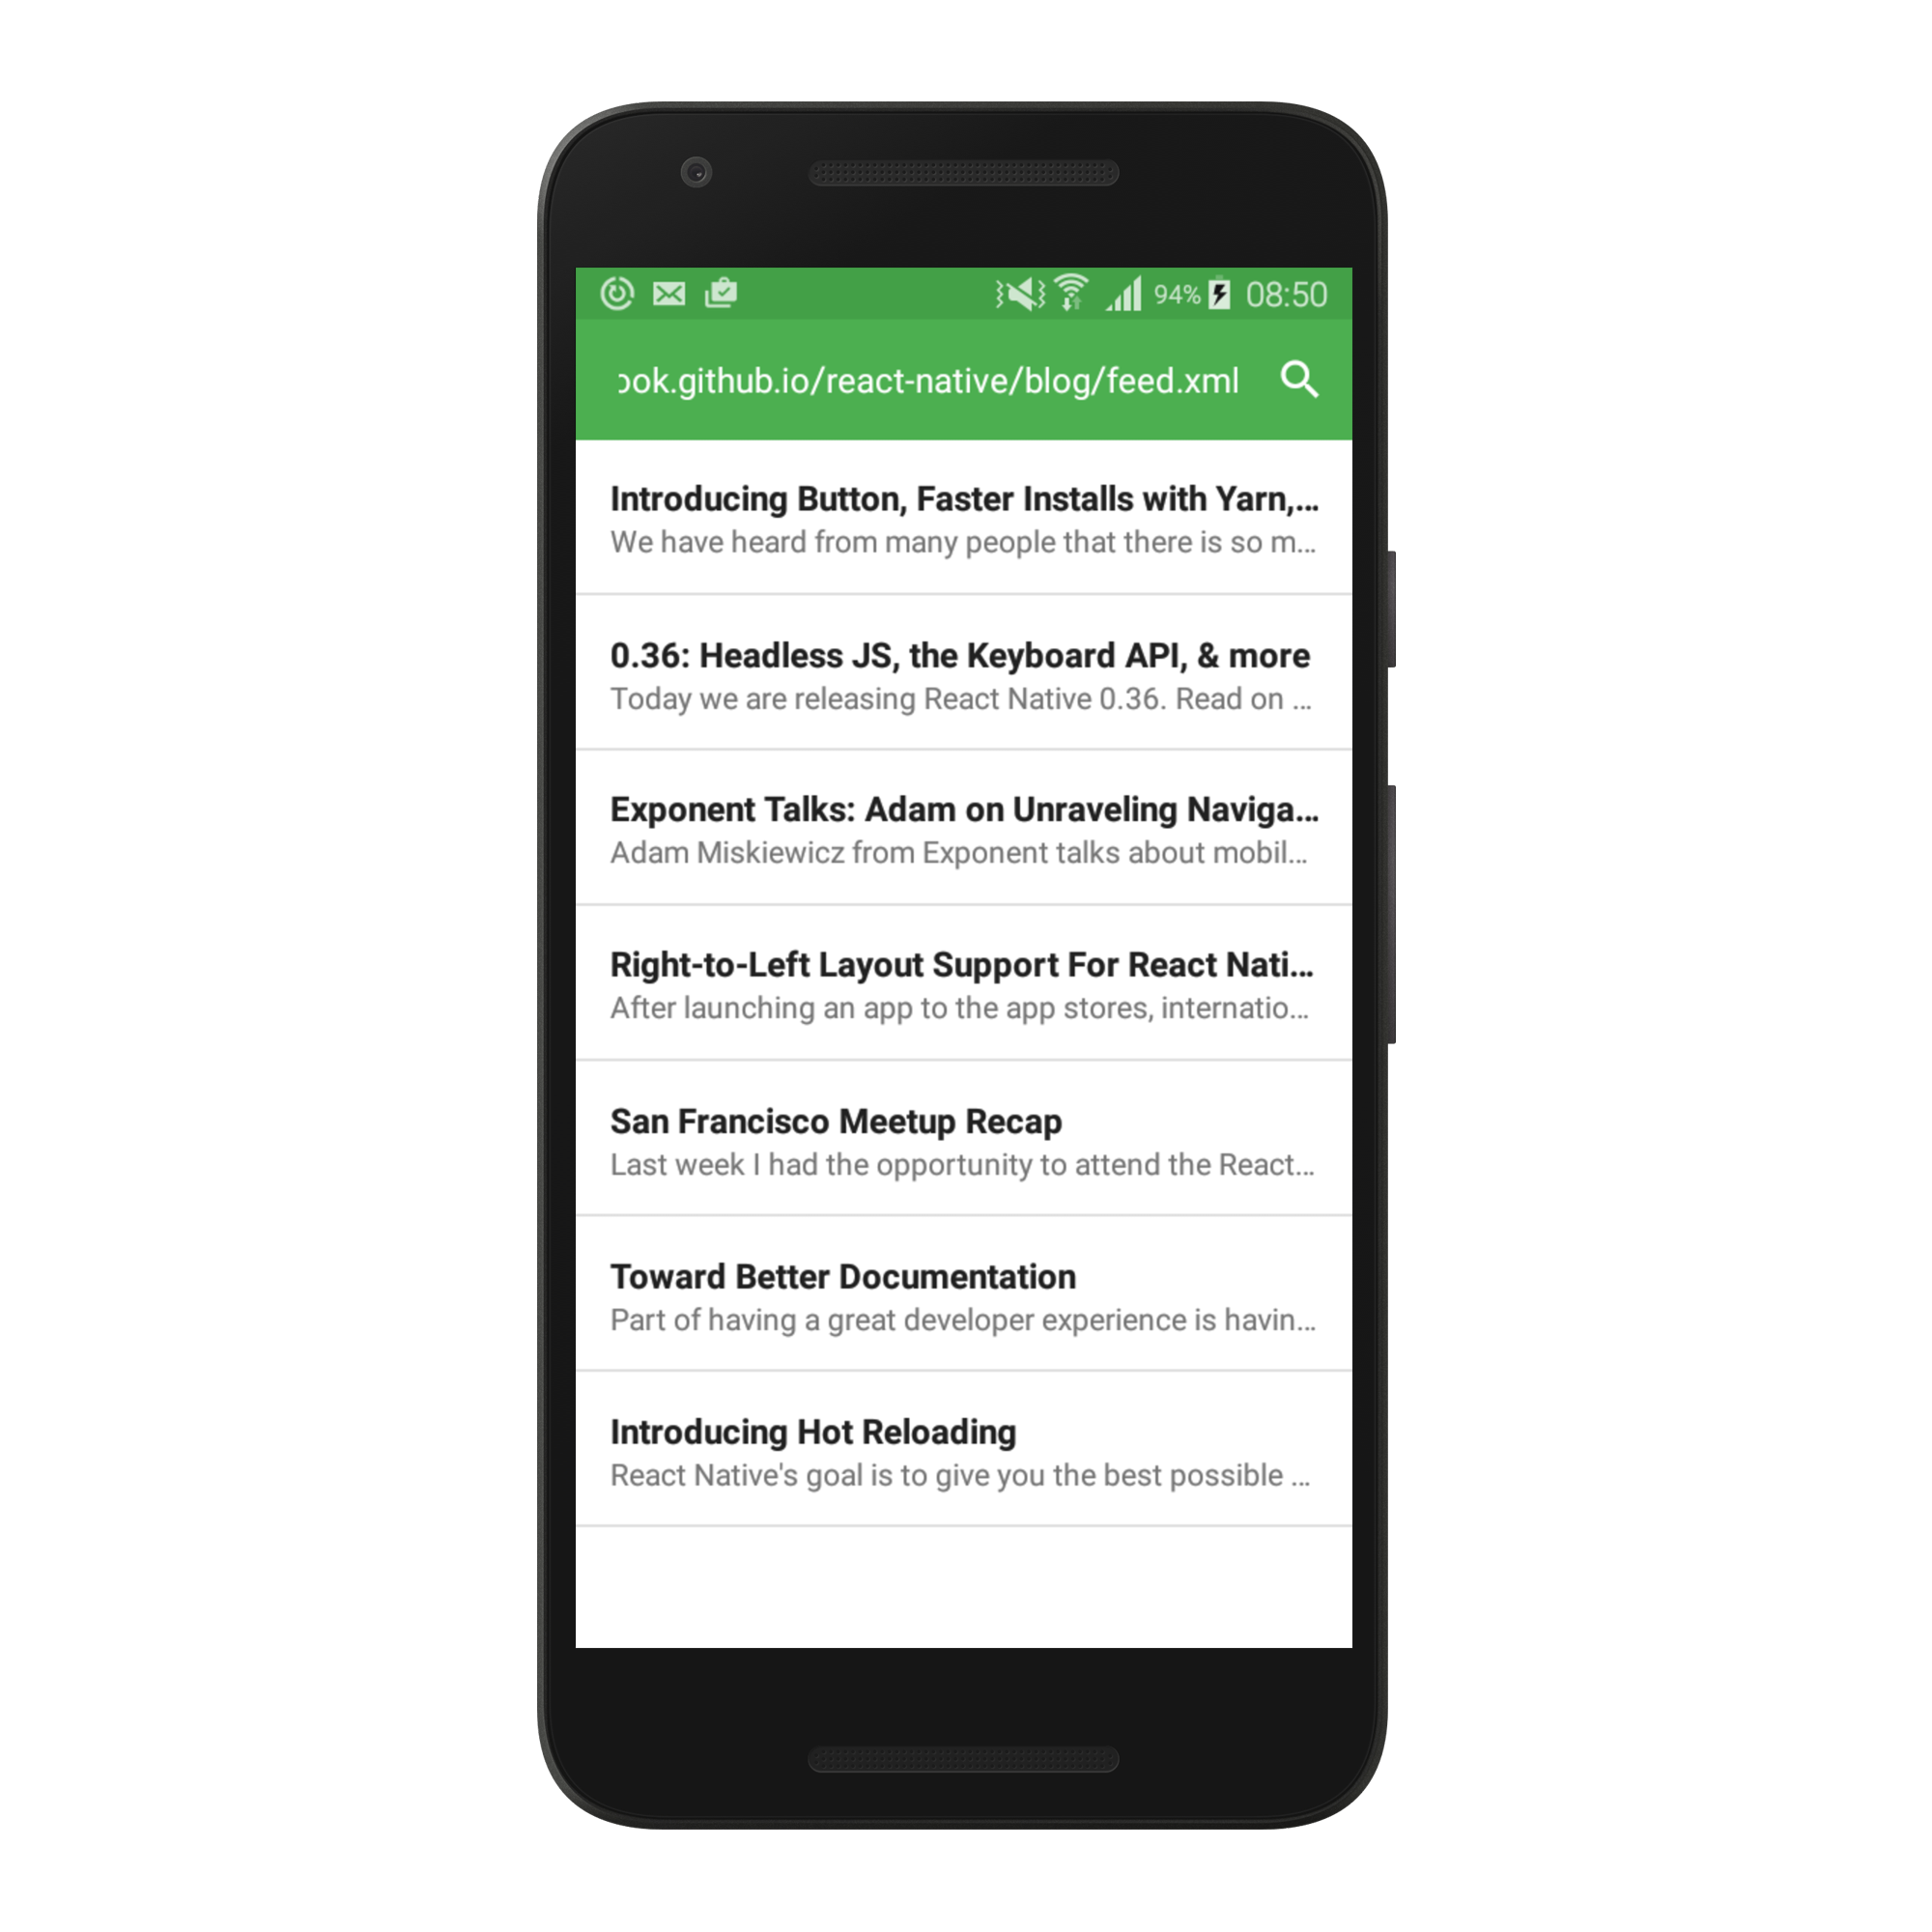 94% 08:50
ook.github.io/react-native/blog/feed.xml
Introducing Button, Faster Installs with Yarn,...
We have heard from many people that there is so m...
0.36: Headless JS, the Keyboard API, & more
Today we are releasing React Native 0.36. Read on ...
Exponent Talks: Adam on Unraveling Naviga...
Adam Miskiewicz from Exponent talks about mobil...
Right-to-Left Layout Support For React Nati...
After launching an app to the app stores, internatio...
San Francisco Meetup Recap
Last week I had the opportunity to attend the React...
Toward Better Documentation
Part of having a great developer experience is havin...
Introducing Hot Reloading
React Native's goal is to give you the best possible ...